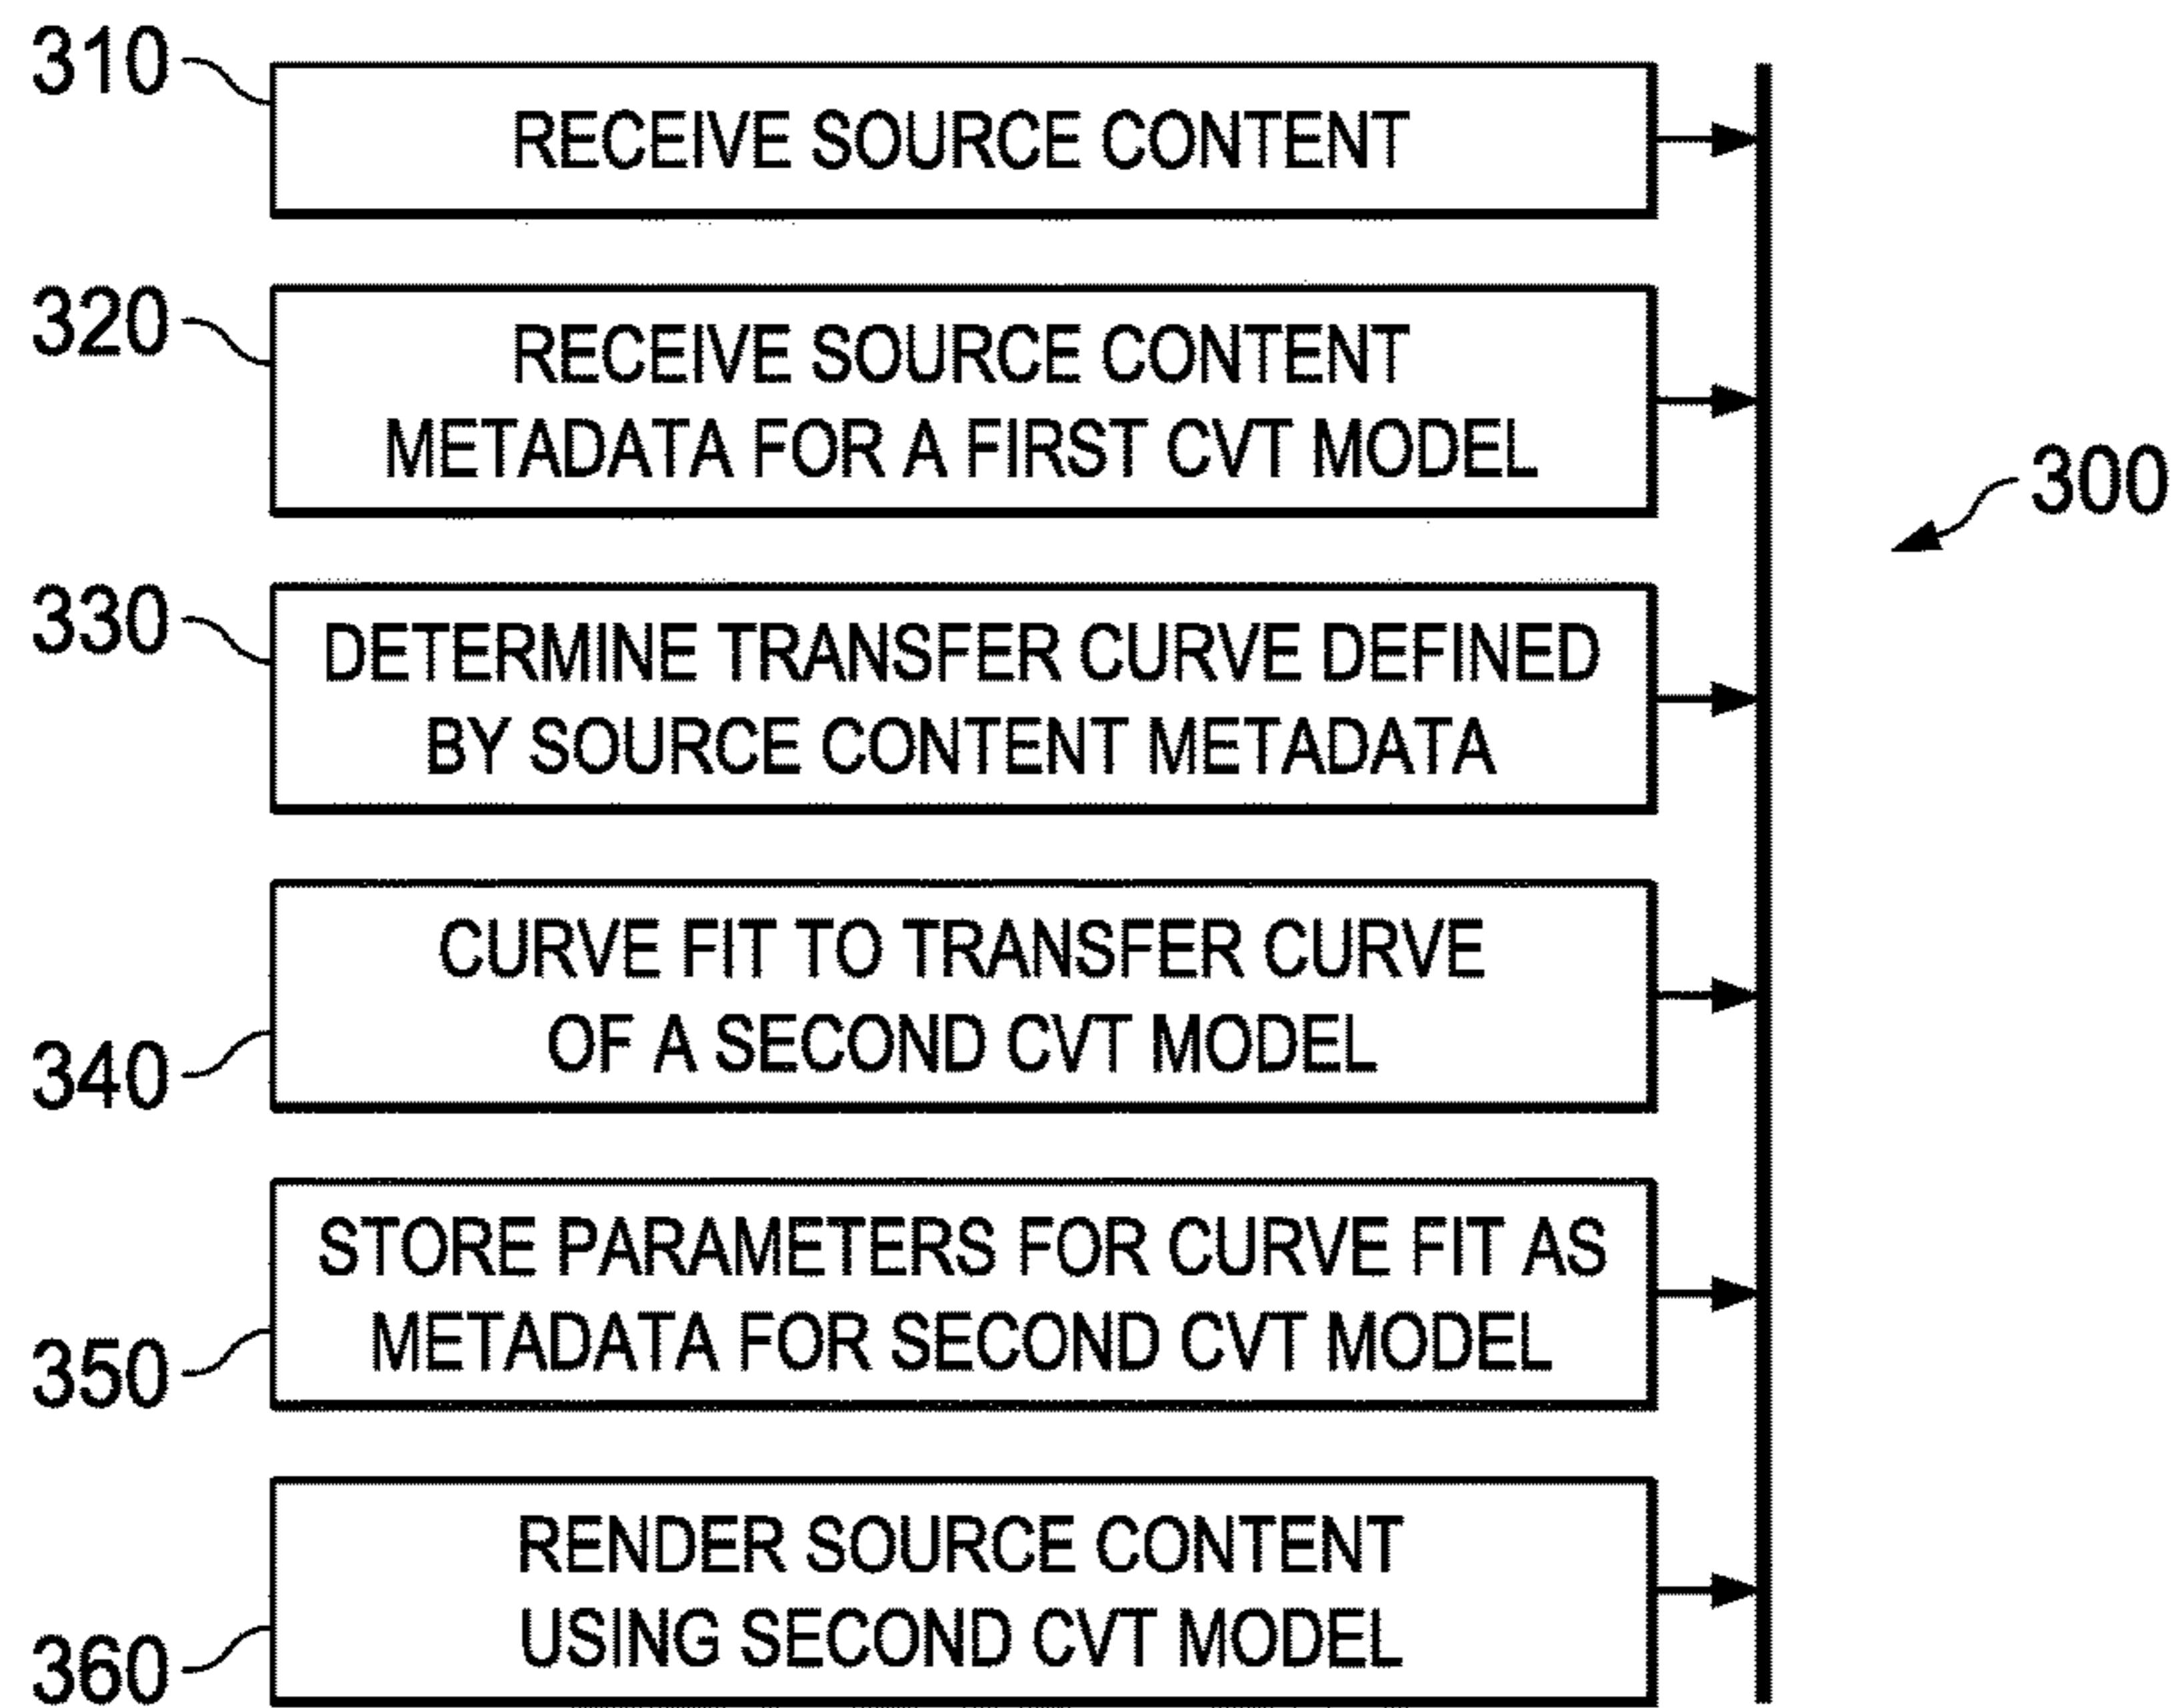 310
RECEIVE SOURCE CONTENT
320
RECEIVE SOURCE CONTENT
METADATA FOR A FIRST CVT MODEL
300
330
DETERMINE TRANSFER CURVE DEFINED
BY SOURCE CONTENT METADATA
CURVE FIT TO TRANSFER CURVE
OF A SECOND CVT MODEL
340
STORE PARAMETERS FOR CURVE FIT AS
METADATA FOR SECOND CVT MODEL
350
RENDER SOURCE CONTENT
USING SECOND CVT MODEL
360